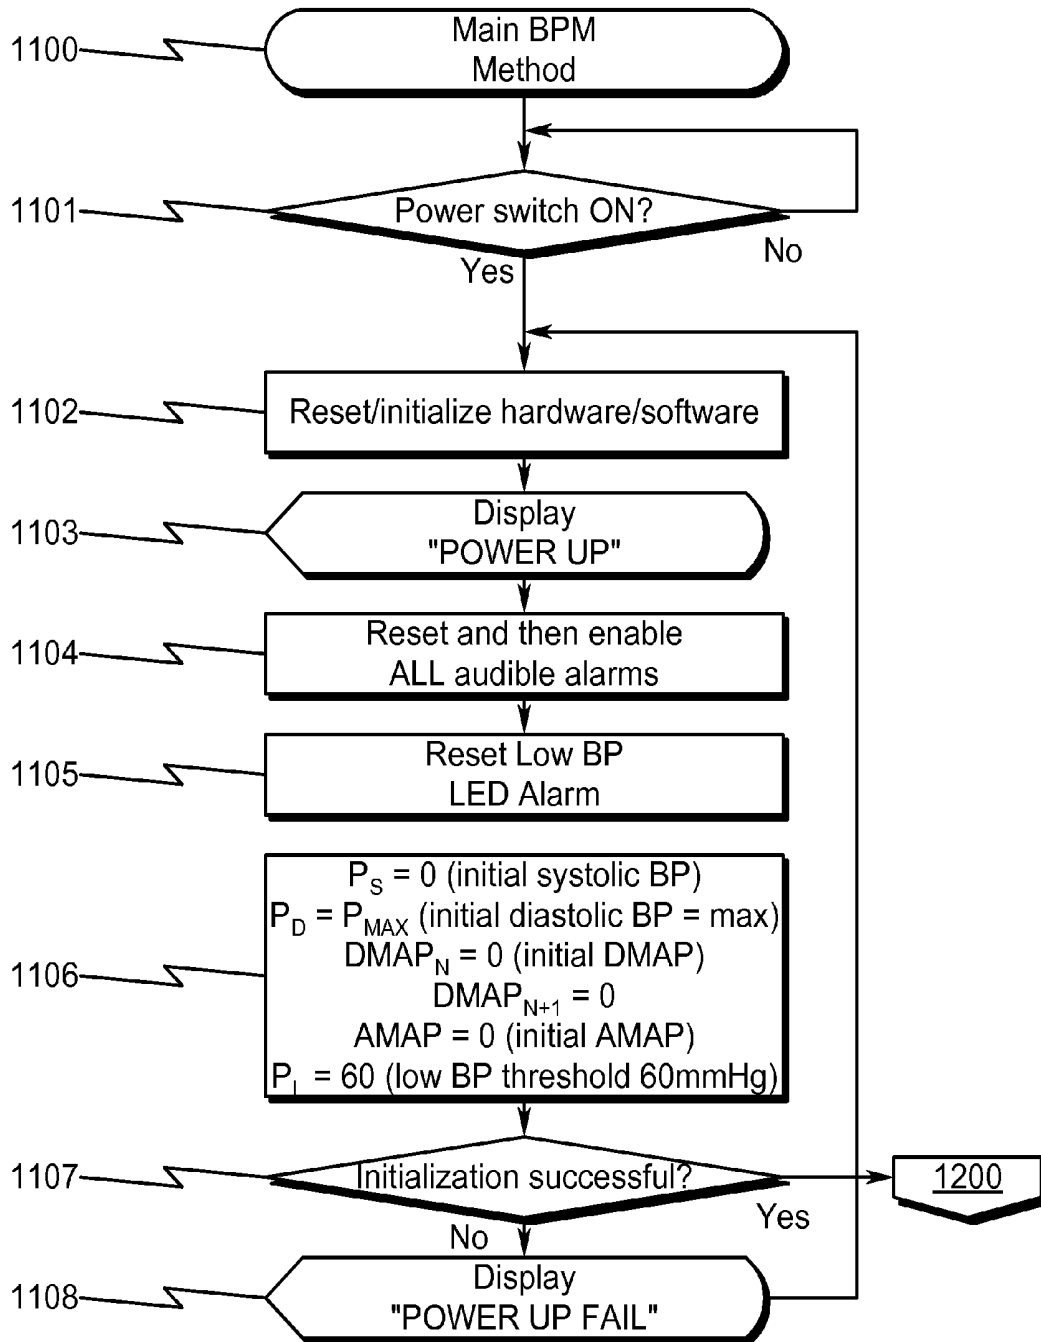 1100
Main BPM
Method
1101
Power switch ON?
No
Yes
1102
Reset/initialize hardware/software
1103
Display
"POWER UP"
1104
Reset and then enable
ALL audible alarms
1105
Reset Low BP
LED Alarm
1106
P_S = 0 (initial systolic BP)
P_D = P_MAX (initial diastolic BP = max)
DMAP_N = 0 (initial DMAP)
DMAP_N+1 = 0
AMAP = 0 (initial AMAP)
P_L = 60 (low BP threshold 60mmHg)
1107
Initialization successful?
1200
Yes
No
1108
Display
"POWER UP FAIL"